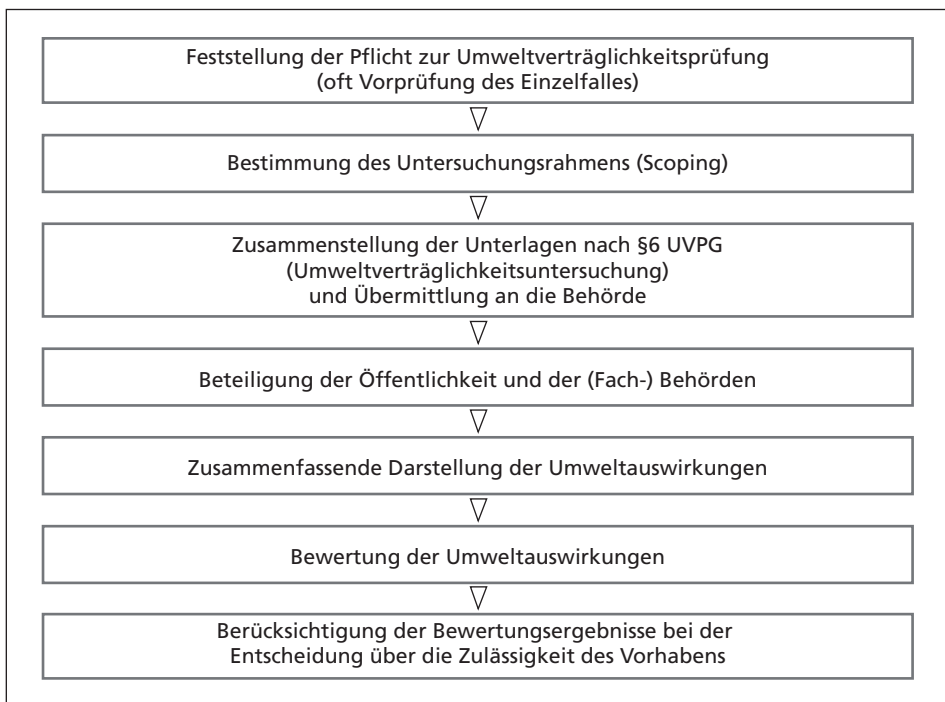 Feststellung der Pflicht zur Umweltverträglichkeitsprüfung
(oft Vorprüfung des Einzelfalles)
Bestimmung des Untersuchungsrahmens (Scoping)
Zusammenstellung der Unterlagen nach §6 UVPG
(Umweltverträglichkeitsuntersuchung)
und Übermittlung an die Behörde
Beteiligung der Öffentlichkeit und der (Fach-) Behörden
Zusammenfassende Darstellung der Umweltauswirkungen
Bewertung der Umweltauswirkungen
Berücksichtigung der Bewertungsergebnisse bei der
Entscheidung über die Zulässigkeit des Vorhabens